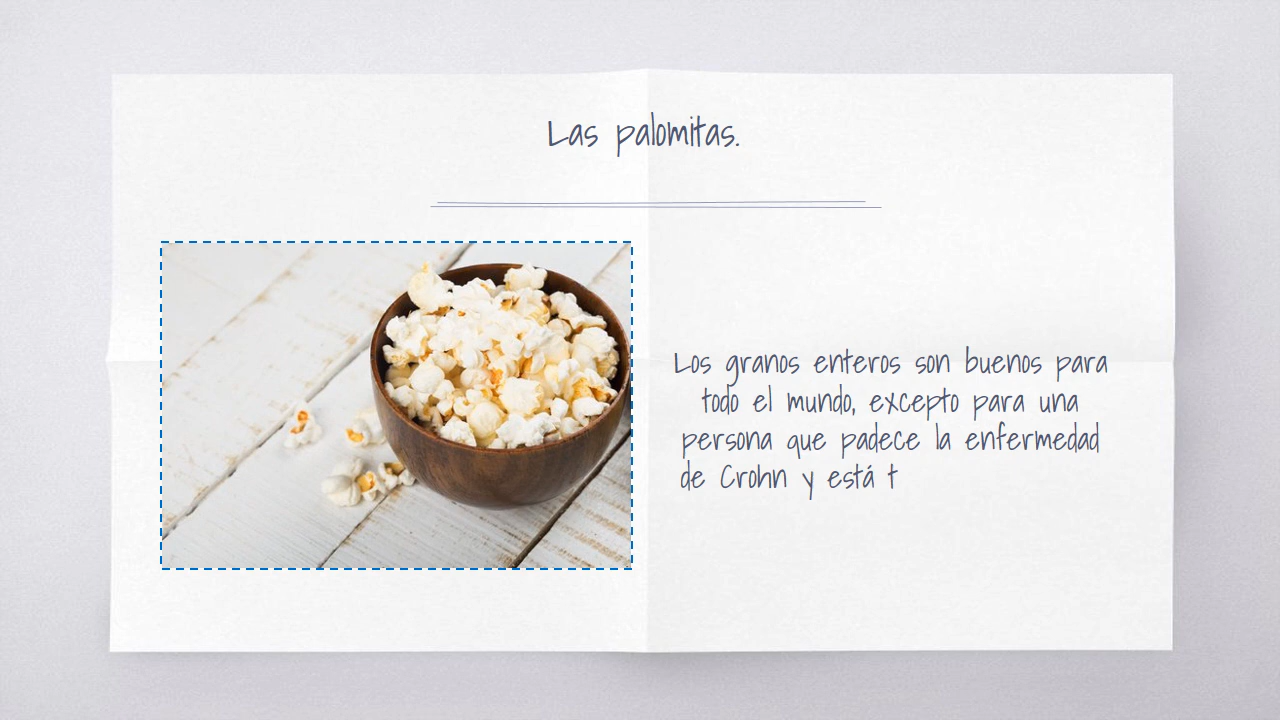 Las palomitas.
Los granos enteros son buenos para
todo el mundo, excepto para una
persona que padece la enfermedad
de Crohn y está t